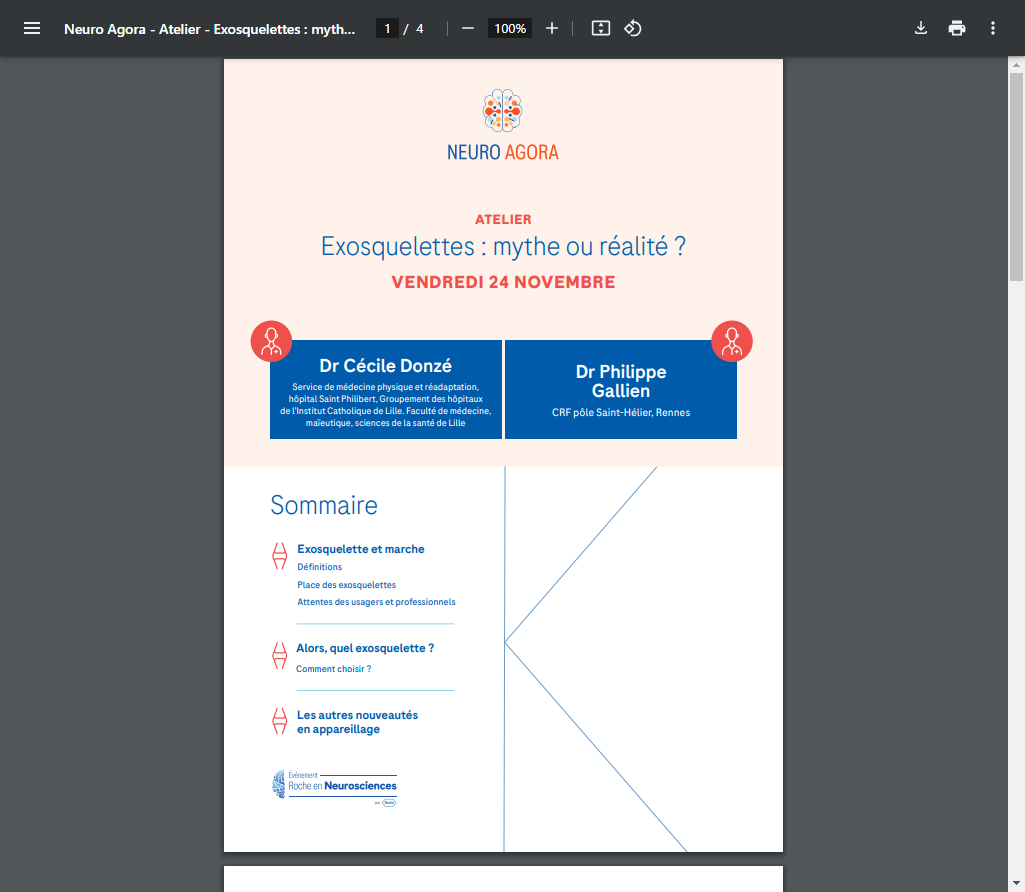 Neuro Agora - Atelier - Exosquelettes : myth...
1 / 4
100%
NEURO AGORA
ATELIER
Exosquelettes : mythe ou réalité ?
VENDREDI 24 NOVEMBRE
Dr Cécile Donzé
Service de médecine physique et réadaptation,
hôpital Saint Philibert, Groupement des hôpitaux
de l'Institut Catholique de Lille. Faculté de médecine,
maïeutique, sciences de la santé de Lille
Dr Philippe
Gallien
CRF pôle Saint-Hélier, Rennes
Sommaire
Exosquelette et marche
Définitions
Place des exosquelettes
Attentes des usagers et professionnels
Alors, quel exosquelette ?
Comment choisir ?
Les autres nouveautés
en appareillage
Événement
Roche en Neurosciences
par Roche